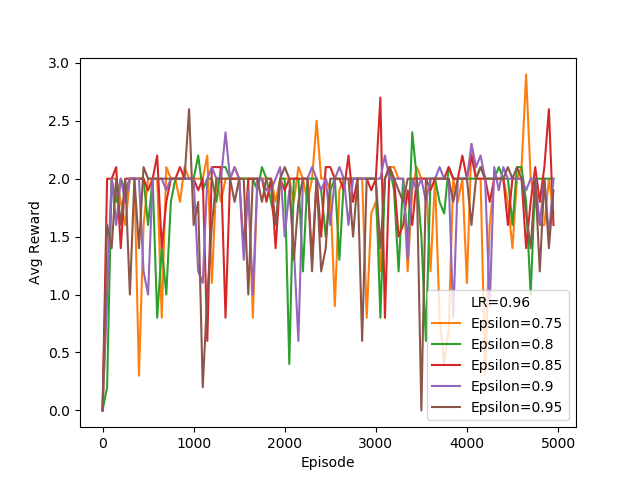 3.0
2.5
2.0
1.5
1.0
0.5
0.0
Avg Reward
0
1000
2000
3000
4000
5000
Episode
LR=0.96
Epsilon=0.75
Epsilon=0.8
Epsilon=0.85
Epsilon=0.9
Epsilon=0.95